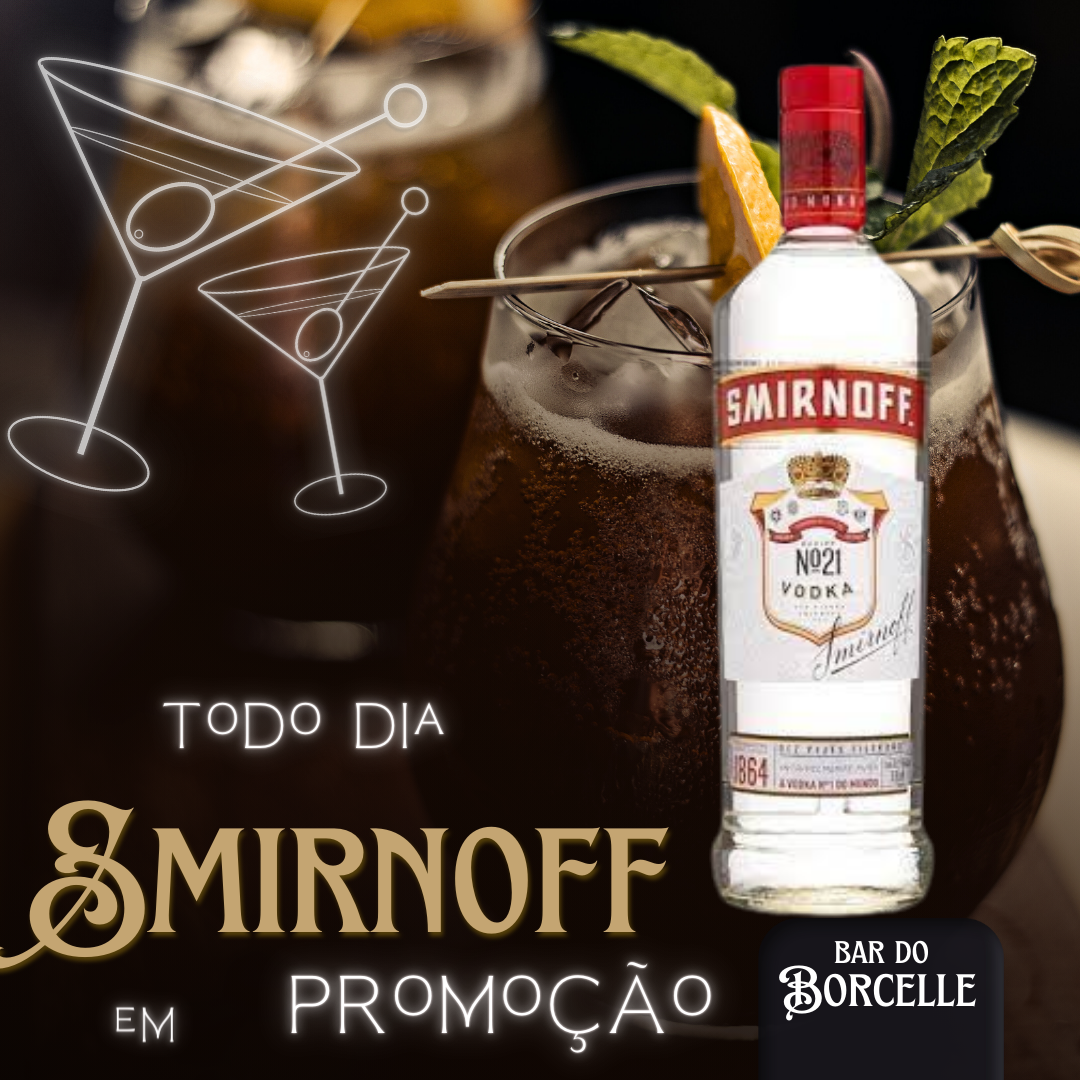 SMIRNOFF
Nº21
VODKA
Smirnoff
1864
A VODKA Nº1 DO MUNDO
TODO DIA
SMIRNOFF
EM PROMOÇÃO
BAR DO
BORCELLE